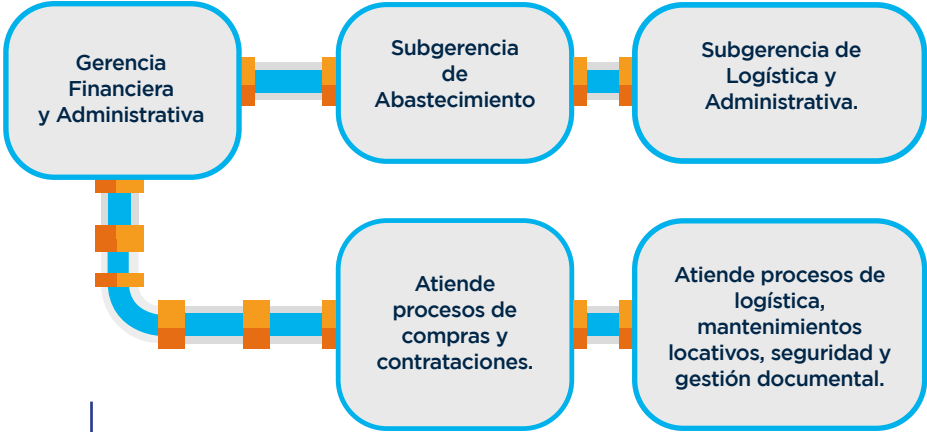 Gerencia
Financiera
y Administrativa
Subgerencia
de
Abastecimiento
Subgerencia de
Logística y
Administrativa.
Atiende
procesos de
compras y
contrataciones.
Atiende procesos de
logística,
mantenimientos
locativos, seguridad y
gestión documental.